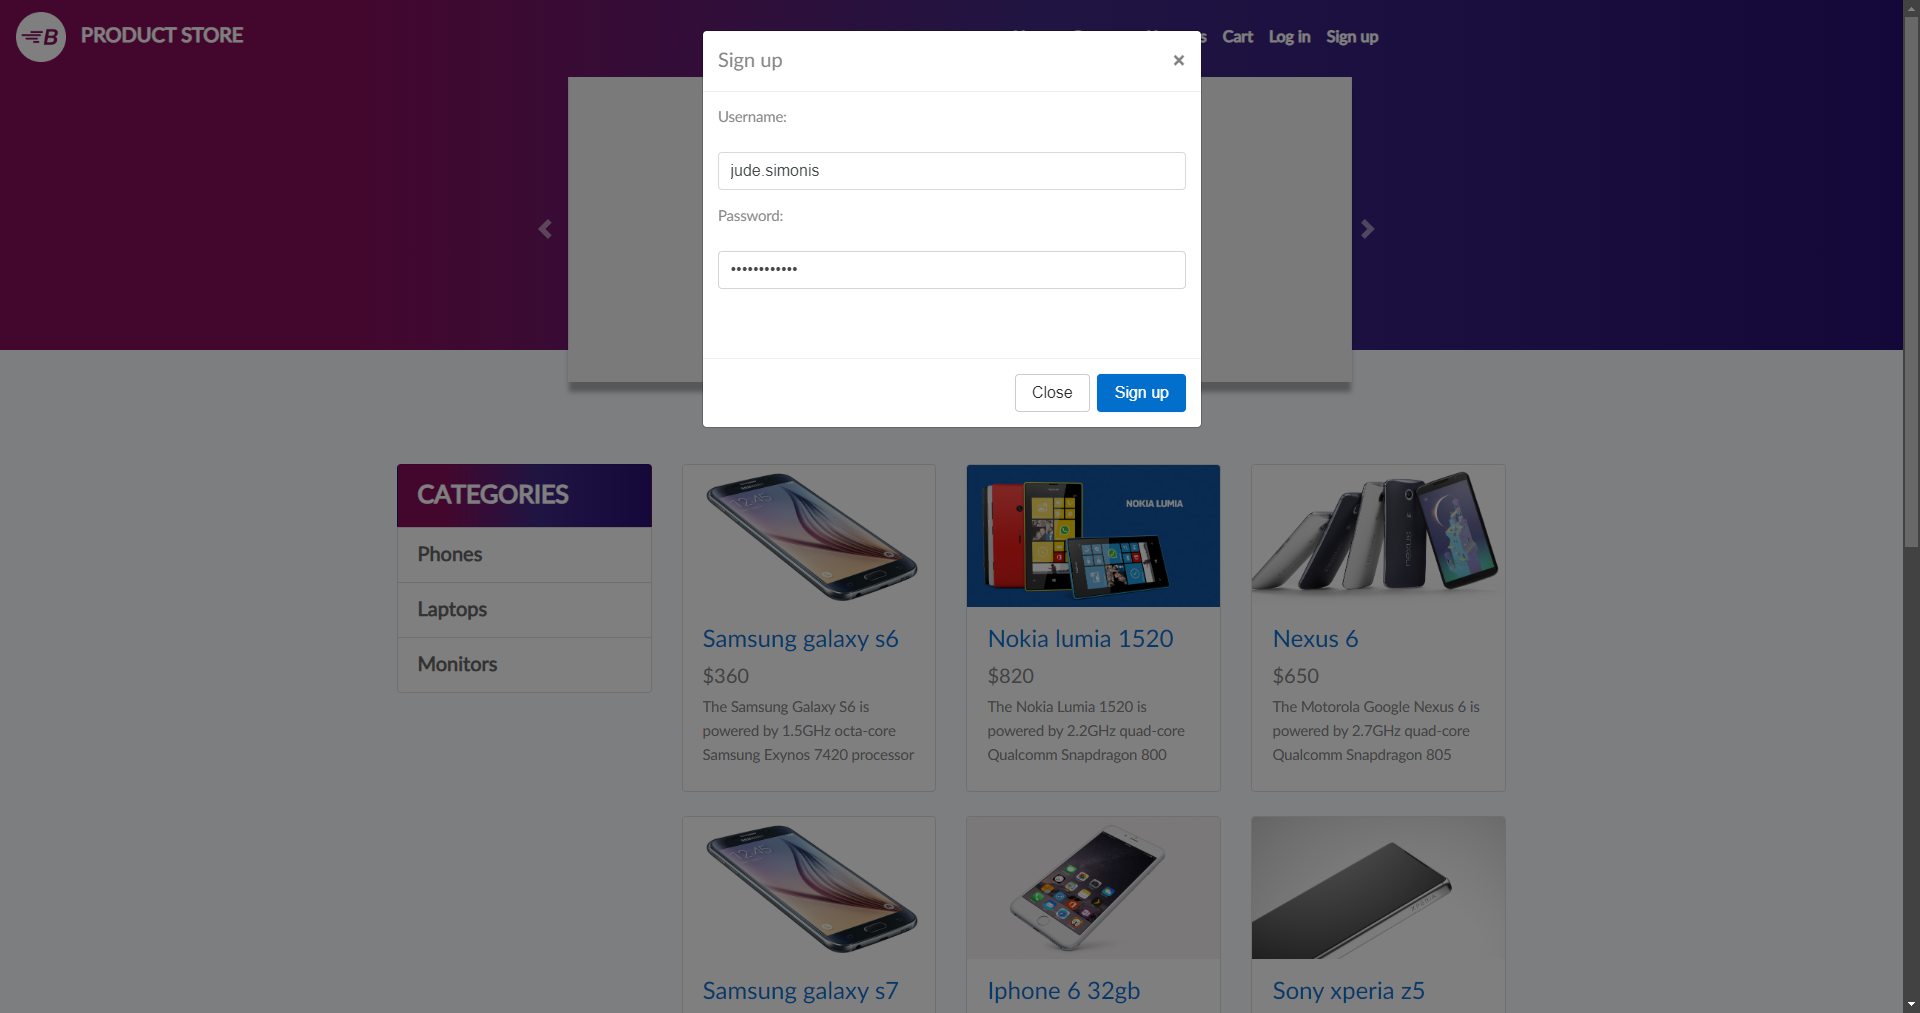 PRODUCT STORE
Cart Log in Sign up
Sign up
×
Username:
jude.simonis
Password:
••••••••••••
Close Sign up
CATEGORIES
Phones
Laptops
Monitors
NOKIA LUMIA
Samsung galaxy s6
$360
The Samsung Galaxy S6 is
powered by 1.5GHz octa-core
Samsung Exynos 7420 processor
Nokia lumia 1520
$820
The Nokia Lumia 1520 is
powered by 2.2GHz quad-core
Qualcomm Snapdragon 800
Nexus 6
$650
The Motorola Google Nexus 6 is
powered by 2.7GHz quad-core
Qualcomm Snapdragon 805
Samsung galaxy s7
Iphone 6 32gb
Sony xperia z5